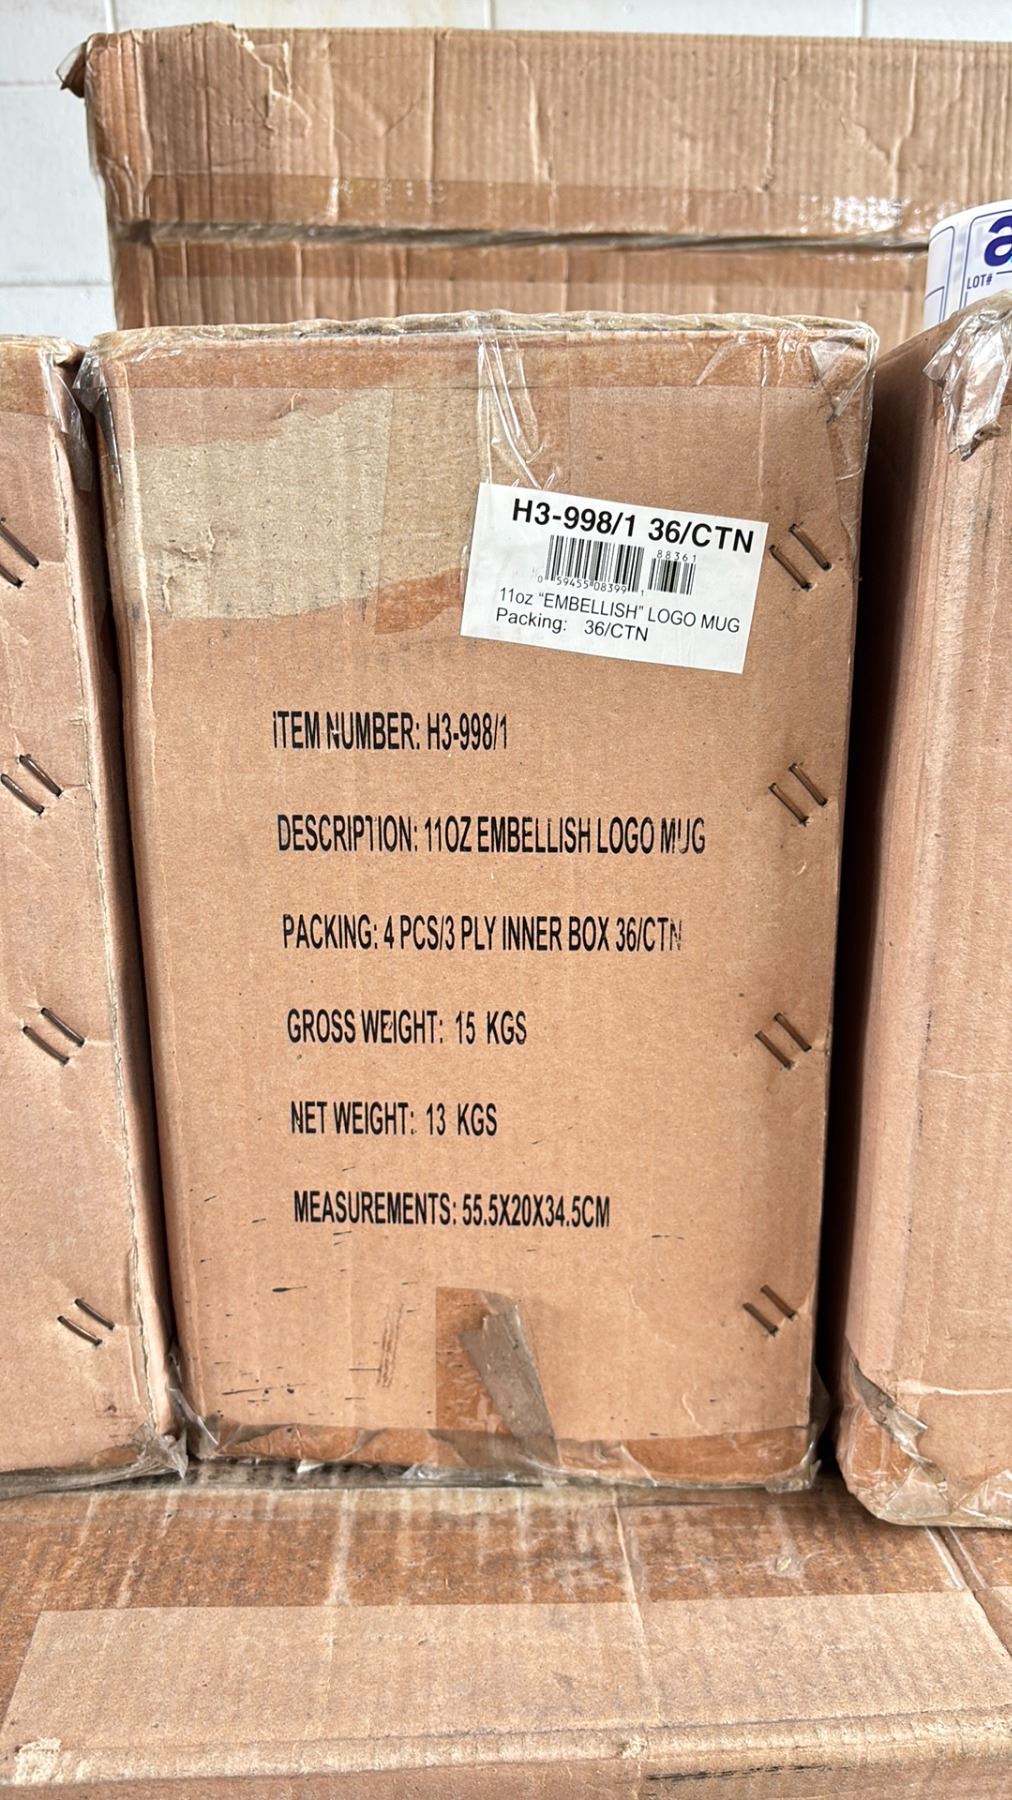 a
LOT#
H3-998/1 36/CTN
88361
0 59455 08399 1
11oz “EMBELLISH” LOGO MUG
Packing: 36/CTN
ITEM NUMBER: H3-998/1
DESCRIPTION: 11OZ EMBELLISH LOGO MUG
PACKING: 4 PCS/3 PLY INNER BOX 36/CTN
GROSS WEIGHT: 15 KGS
NET WEIGHT: 13 KGS
MEASUREMENTS: 55.5X20X34.5CM